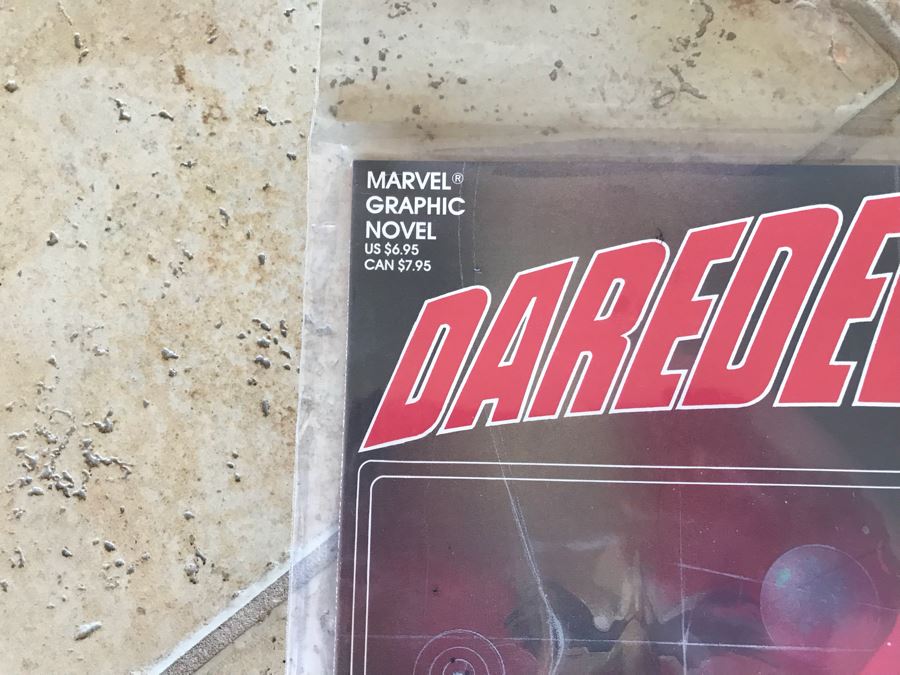 MARVEL®
GRAPHIC
NOVEL
US $6.95
CAN $7.95
DAREDE